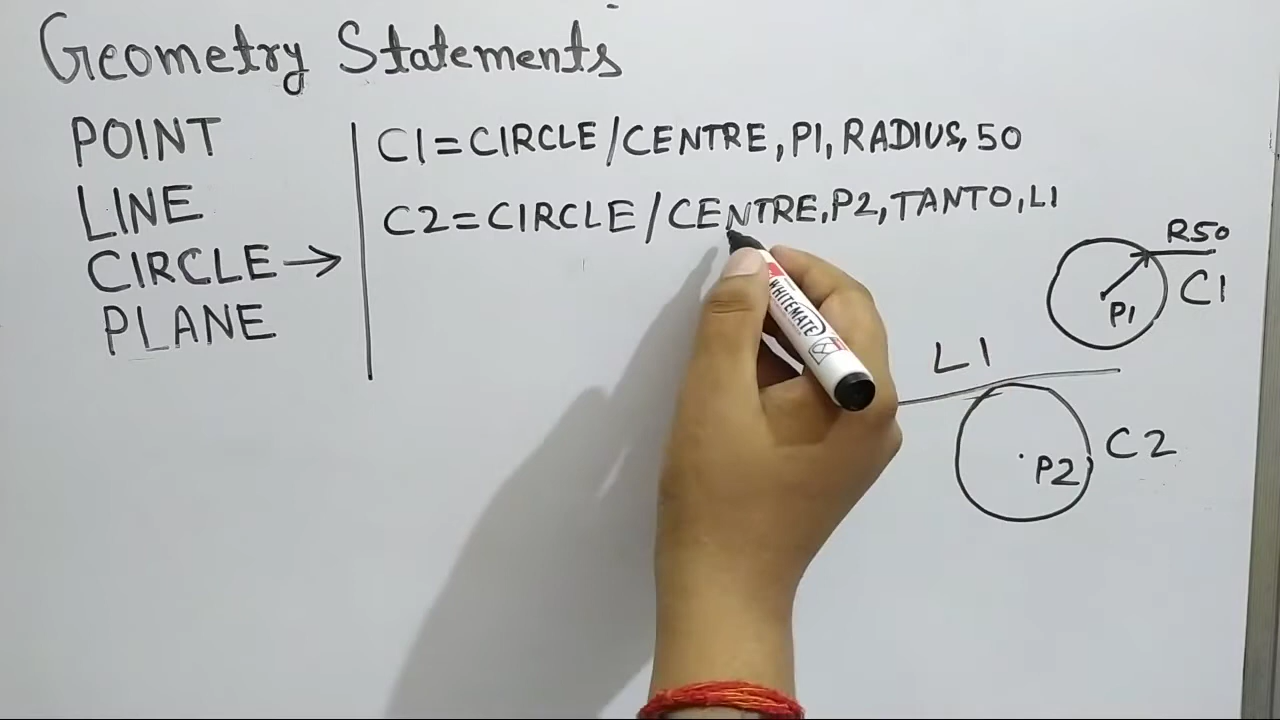 Geometry Statements
POINT
LINE
CIRCLE→
PLANE
C1=CIRCLE/CENTRE,P1,RADIUS,50
C2=CIRCLE/CENTRE,P2,TANTO,L1
R50
C1
P1
L1
C2
P2
WHITEMATE